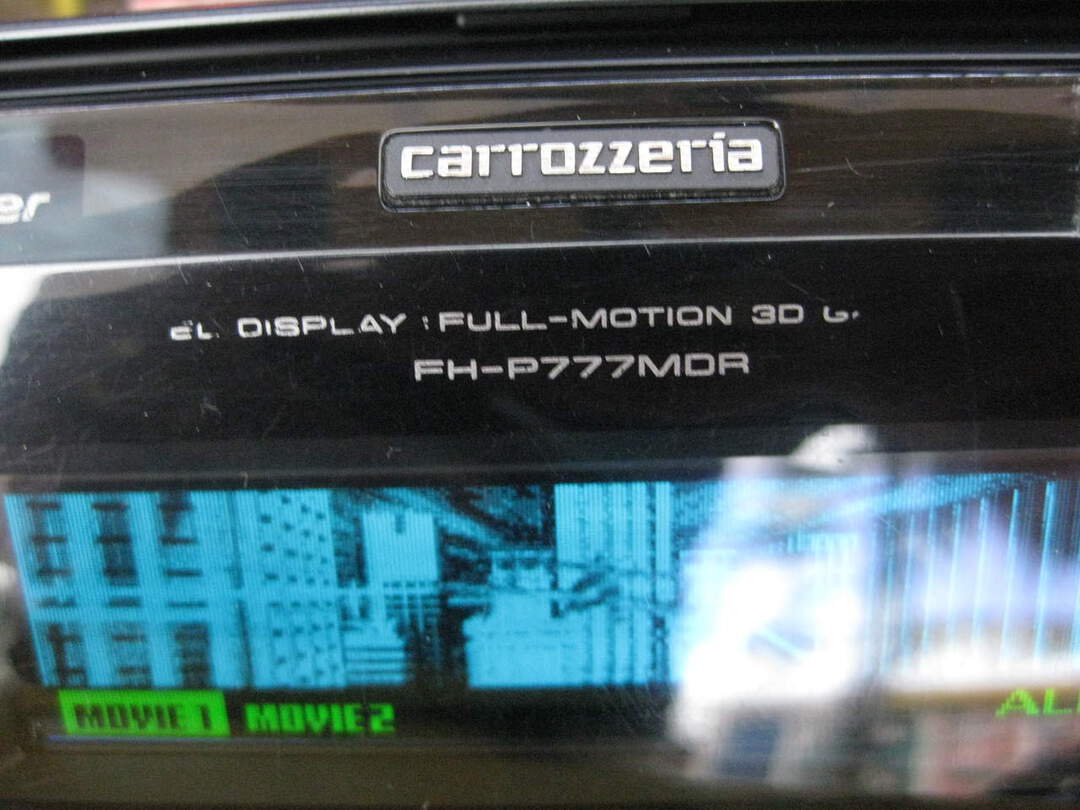 carrozzeria
EL DISPLAY : FULL-MOTION 3D
FH-P777MDR
MOVIE 1 MOVIE 2